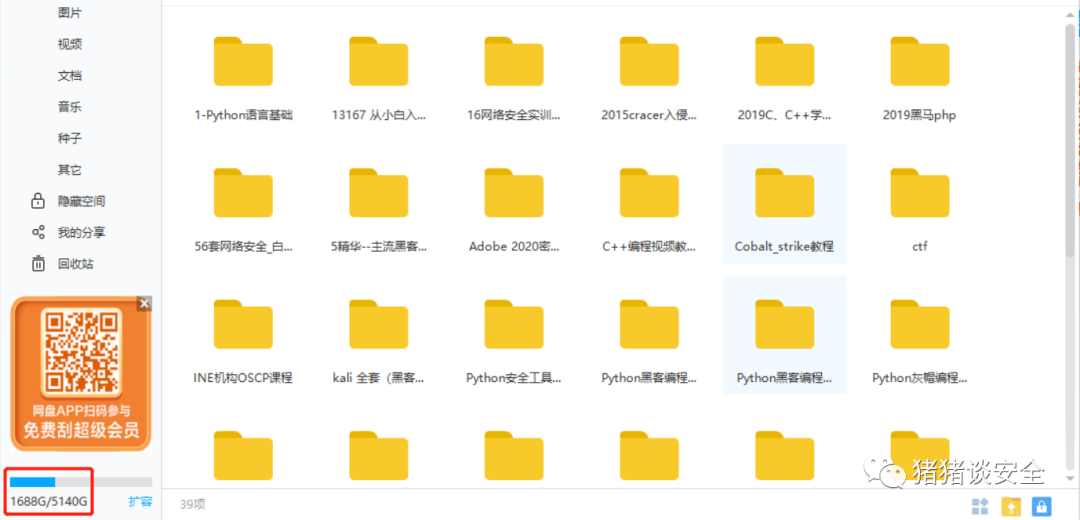 图片
视频
文档
音乐
种子
其它
隐藏空间
我的分享
回收站
网盘APP扫码参与
免费刮超级会员
1688G/5140G
扩容
1-Python语言基础
13167 从小白入...
16网络安全实训...
2015cracer入侵...
2019C、C++学...
2019黑马php
56套网络安全_白...
5精华--主流黑客...
Adobe 2020密...
C++编程视频教...
Cobalt_strike教程
ctf
INE机构OSCP课程
kali 全套（黑客...
Python安全工具...
Python黑客编程...
Python黑客编程...
Python灰帽编程...
39项
猪猪谈安全